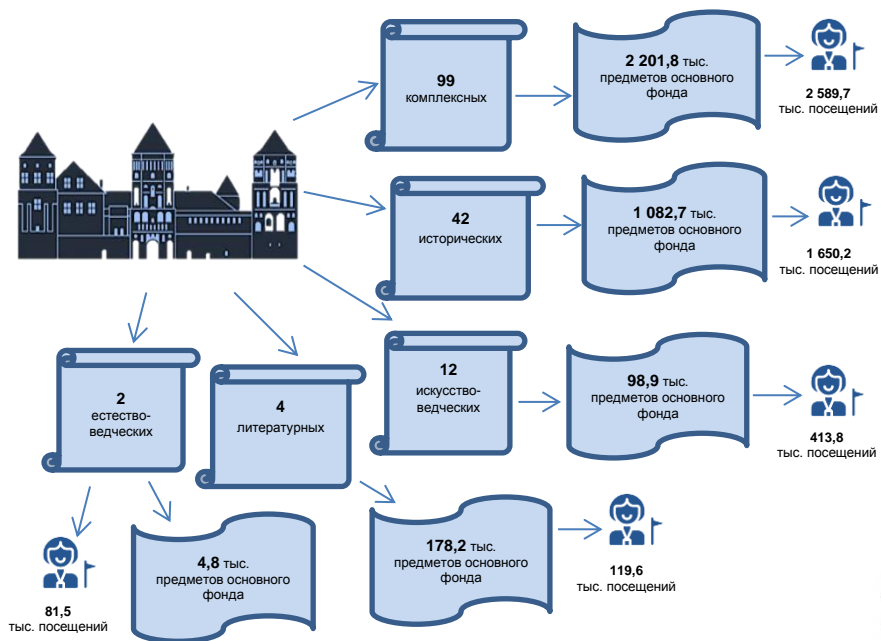 99
комплексных
2 201,8 тыс.
предметов основного
фонда
2 589,7
тыс. посещений
42
исторических
1 082,7 тыс.
предметов основного
фонда
1 650,2
тыс. посещений
12
искусство-
ведческих
98,9 тыс.
предметов основного
фонда
413,8
тыс. посещений
2
естество-
ведческих
4
литературных
178,2 тыс.
предметов основного
фонда
119,6
тыс. посещений
4,8 тыс.
предметов основного
фонда
81,5
тыс. посещений